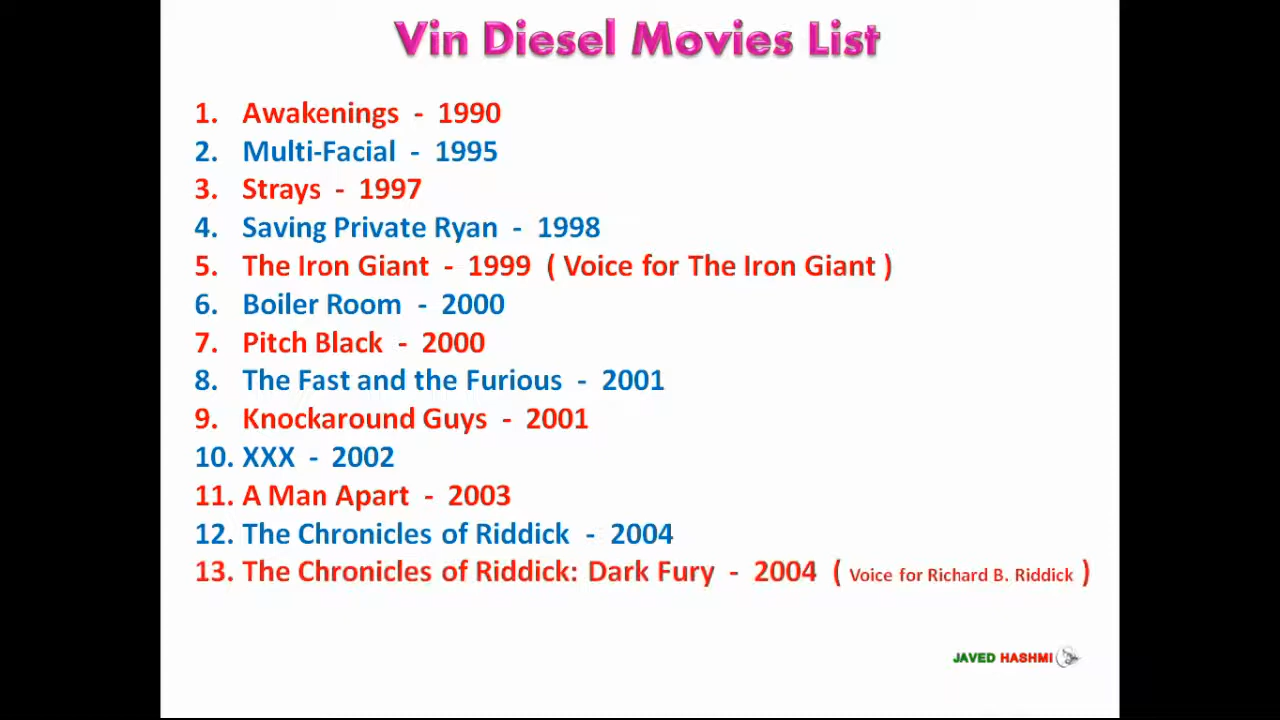 Vin Diesel Movies List
1. Awakenings - 1990
2. Multi-Facial - 1995
3. Strays - 1997
4. Saving Private Ryan - 1998
5. The Iron Giant - 1999 ( Voice for The Iron Giant )
6. Boiler Room - 2000
7. Pitch Black - 2000
8. The Fast and the Furious - 2001
9. Knockaround Guys - 2001
10. XXX - 2002
11. A Man Apart - 2003
12. The Chronicles of Riddick - 2004
13. The Chronicles of Riddick: Dark Fury - 2004 ( Voice for Richard B. Riddick )
JAVED HASHMI